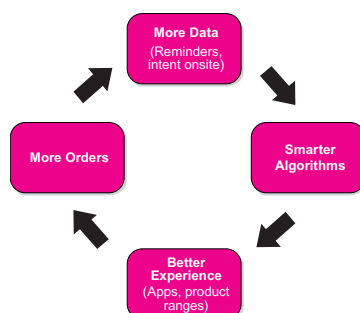 More Data
(Reminders,
intent onsite)
More Orders
Smarter
Algorithms
Better
Experience
(Apps, product
ranges)